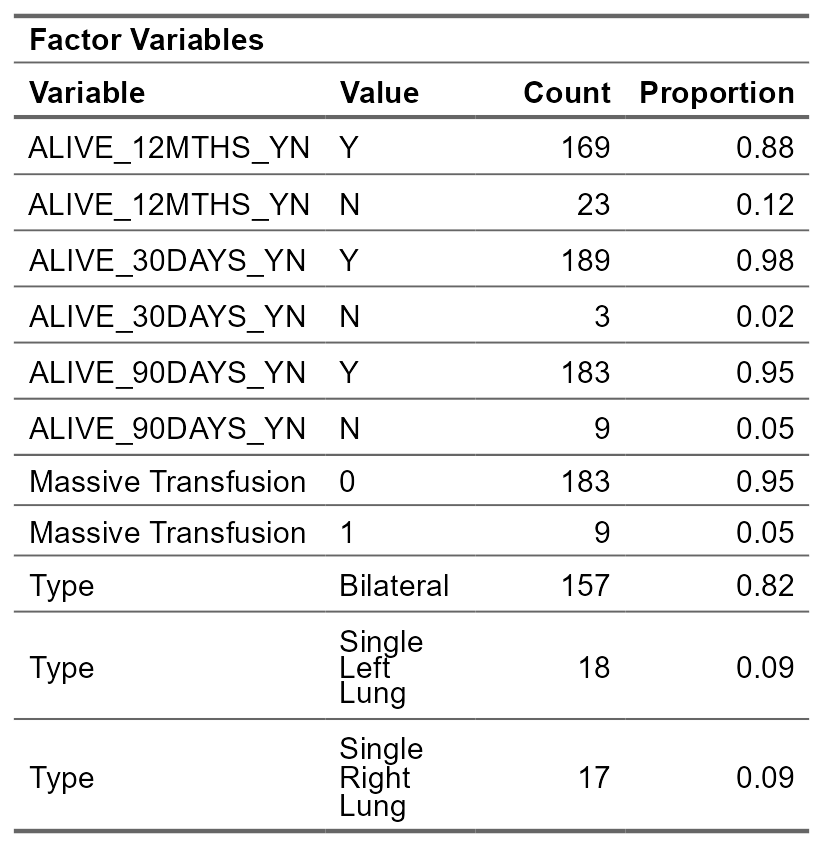 Factor Variables
Variable Value Count Proportion
ALIVE_12MTHS_YN Y 169 0.88
ALIVE_12MTHS_YN N 23 0.12
ALIVE_30DAYS_YN Y 189 0.98
ALIVE_30DAYS_YN N 3 0.02
ALIVE_90DAYS_YN Y 183 0.95
ALIVE_90DAYS_YN N 9 0.05
Massive Transfusion 0 183 0.95
Massive Transfusion 1 9 0.05
Type Bilateral 157 0.82
Single
Type Left 18 0.09
Lung
Single
Type Right 17 0.09
Lung